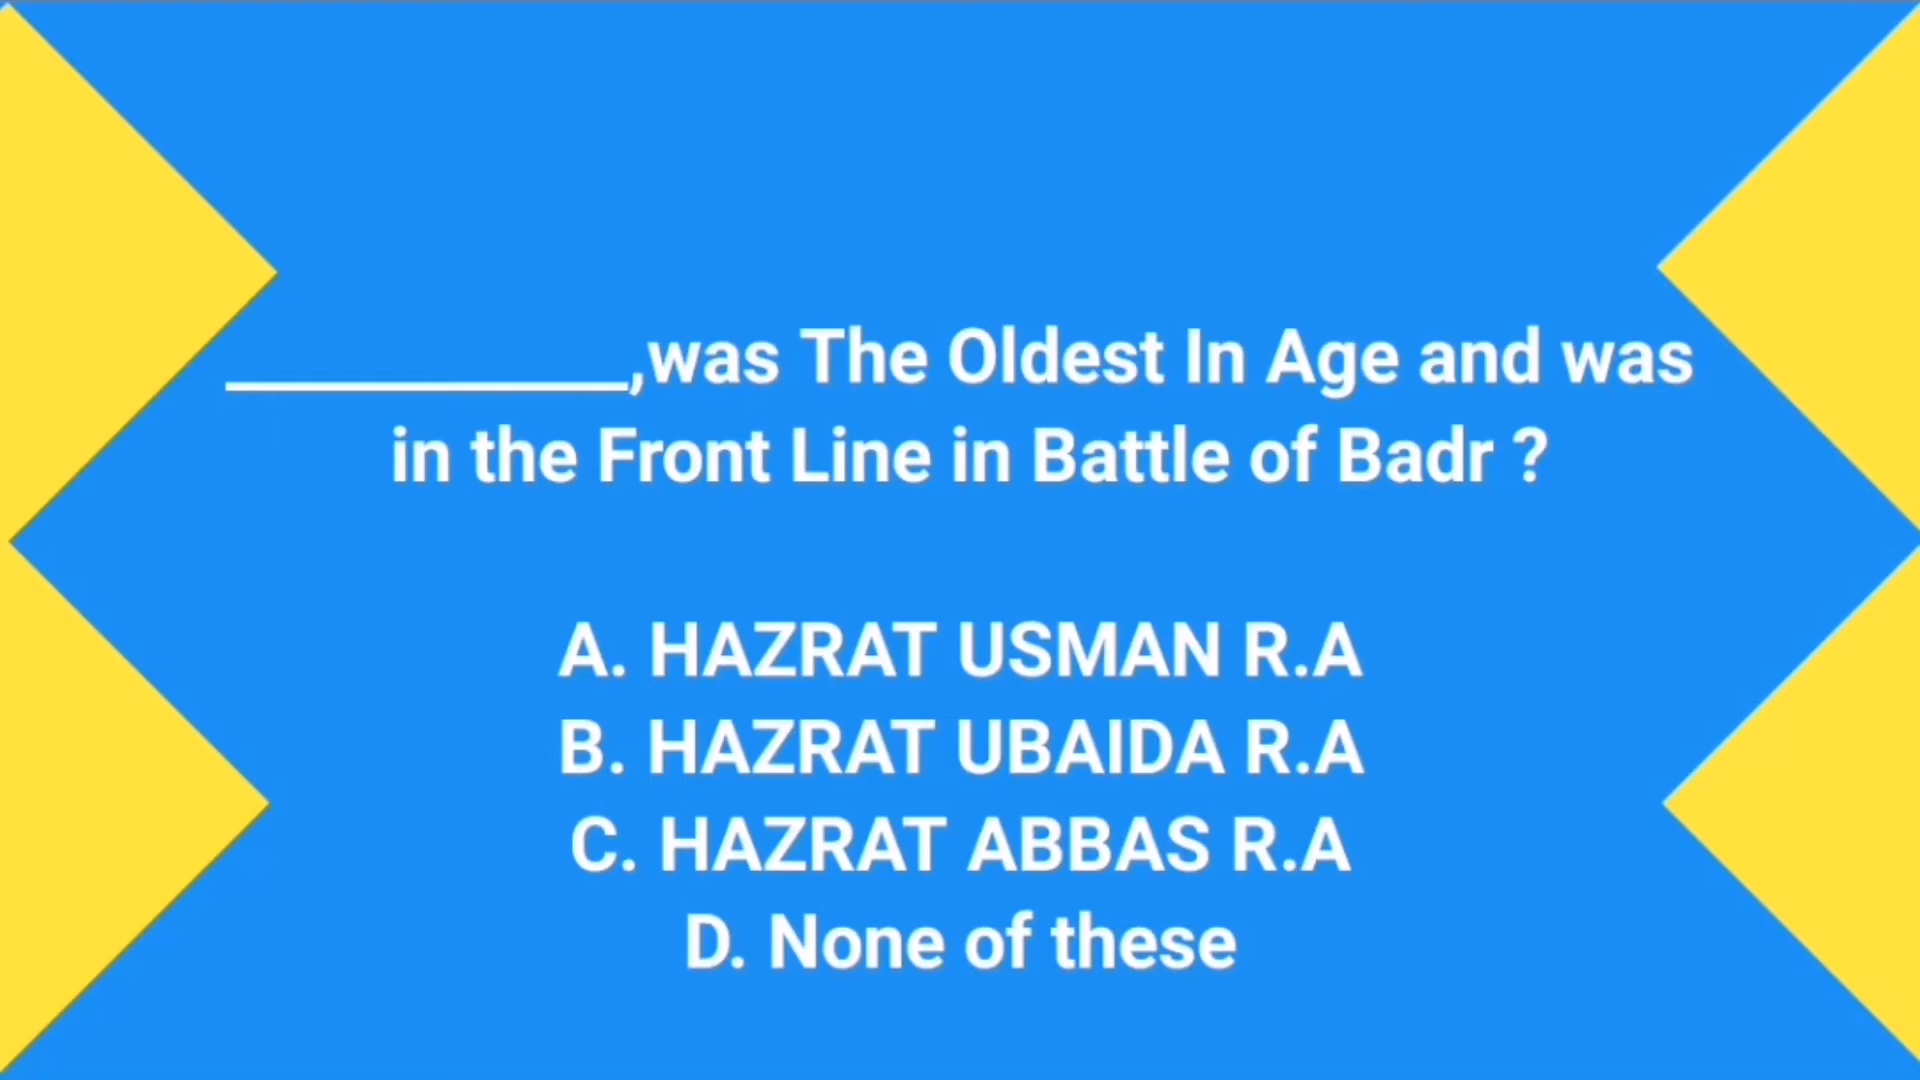 ____________,was The Oldest In Age and was
in the Front Line in Battle of Badr ?
A. HAZRAT USMAN R.A
B. HAZRAT UBAIDA R.A
C. HAZRAT ABBAS R.A
D. None of these